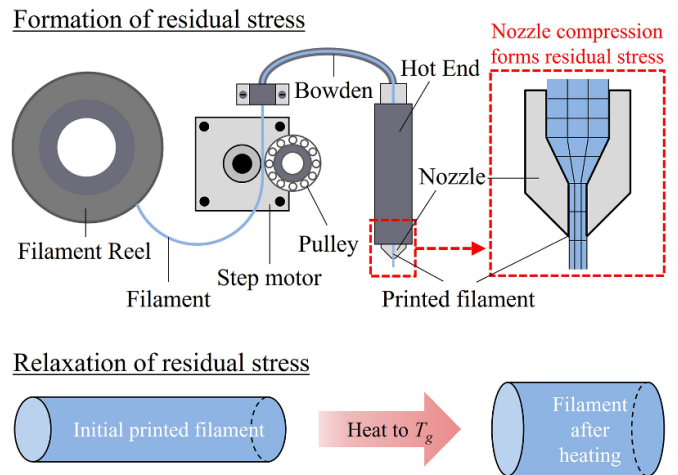 Formation of residual stress
Nozzle compression
forms residual stress
Bowden
Hot End
Nozzle
Filament Reel
Pulley
Step motor
Filament
Printed filament
Relaxation of residual stress
Initial printed filament
Heat to Tg
Filament
after
heating